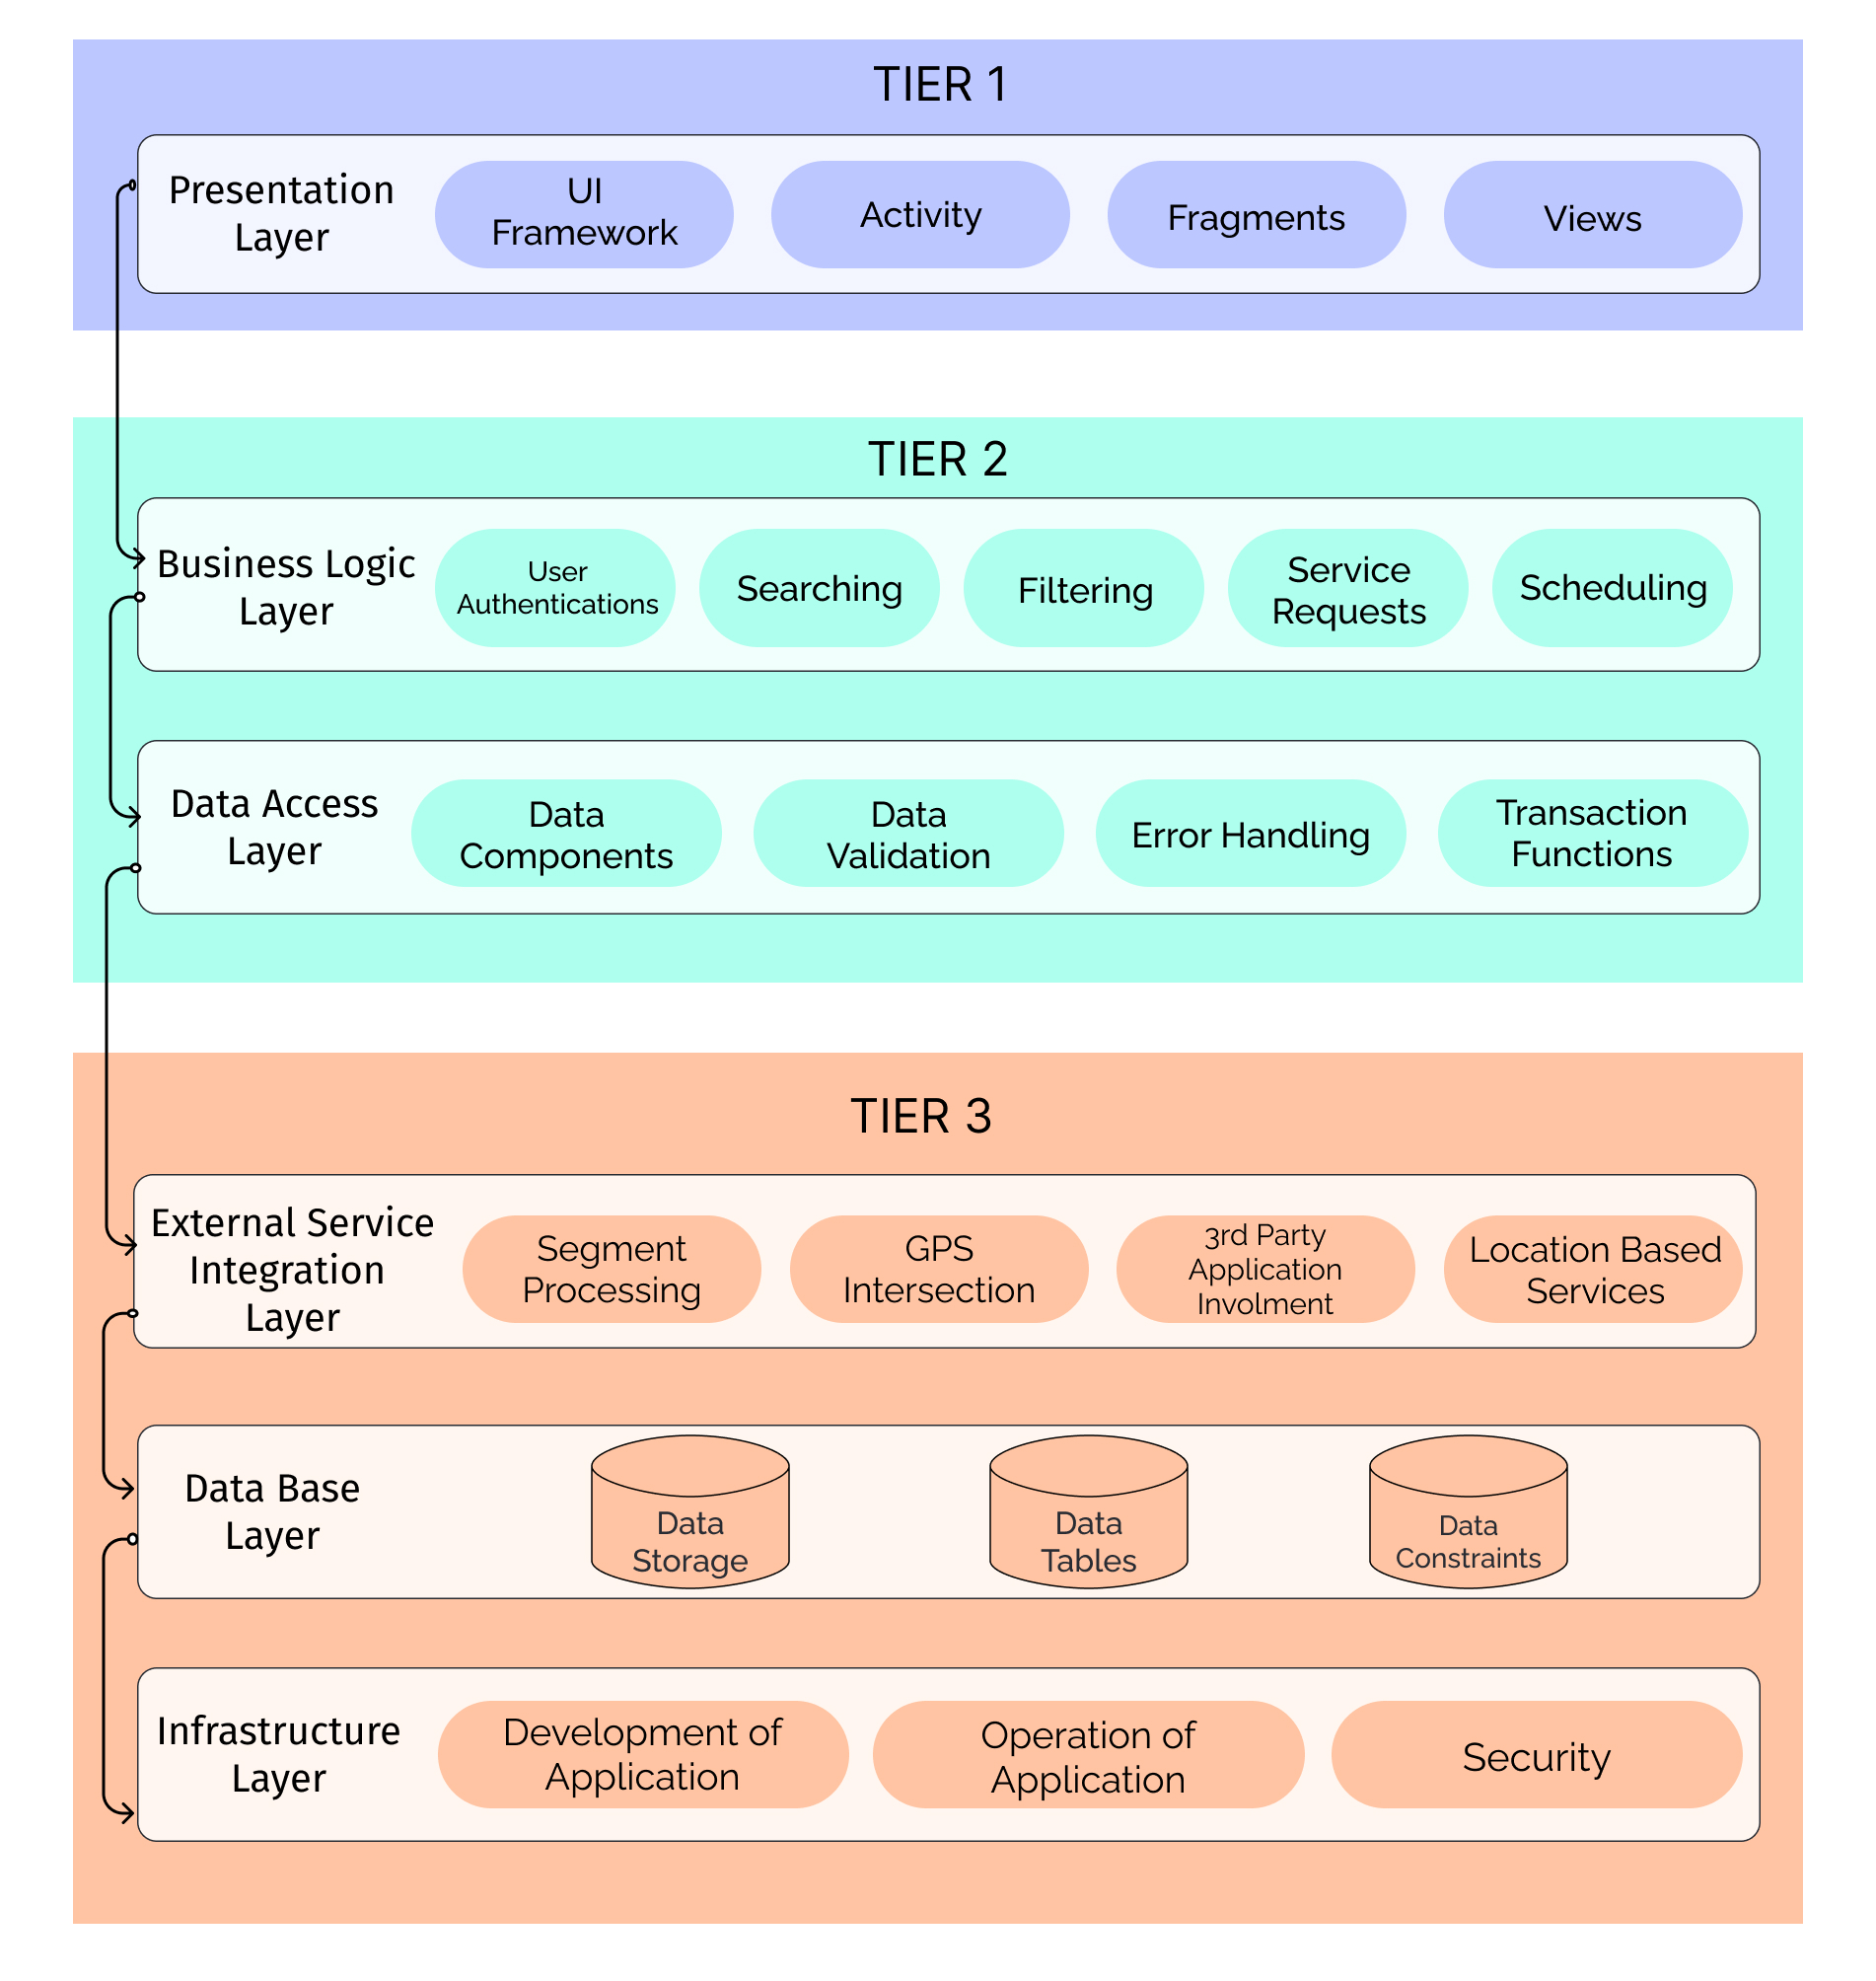 TIER 1
Presentation
Layer
UI
Framework
Activity
Fragments
Views
TIER 2
Business Logic
Layer
User
Authentications
Searching
Filtering
Service
Requests
Scheduling
Data Access
Layer
Data
Components
Data
Validation
Error Handling
Transaction
Functions
TIER 3
External Service
Integration
Layer
Segment
Processing
GPS
Intersection
3rd Party
Application
Involment
Location Based
Services
Data Base
Layer
Data
Storage
Data
Tables
Data
Constraints
Infrastructure
Layer
Development of
Application
Operation of
Application
Security